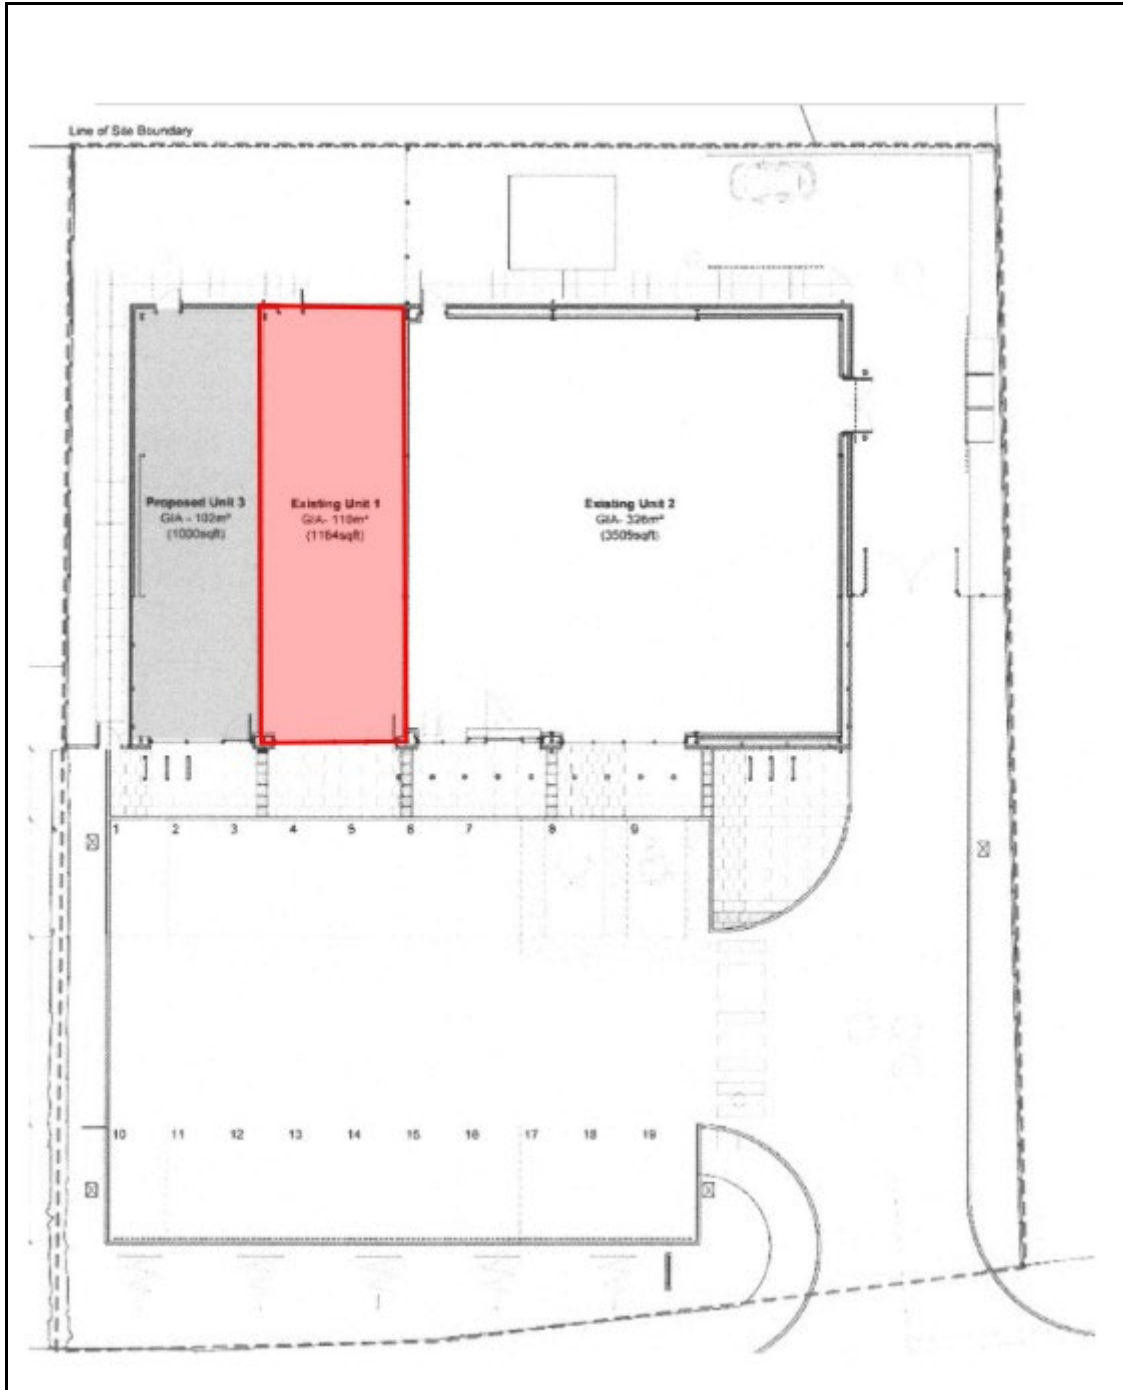 Line of Site Boundary
Proposed Unit 3
GIA - 102m²
(1000sqft)
Existing Unit 1
GIA- 110m²
(1184sqft)
Existing Unit 2
GIA- 326m²
(3509sqft)
1 2 3 4 5 6 7 8 9
10 11 12 13 14 15 16 17 18 19